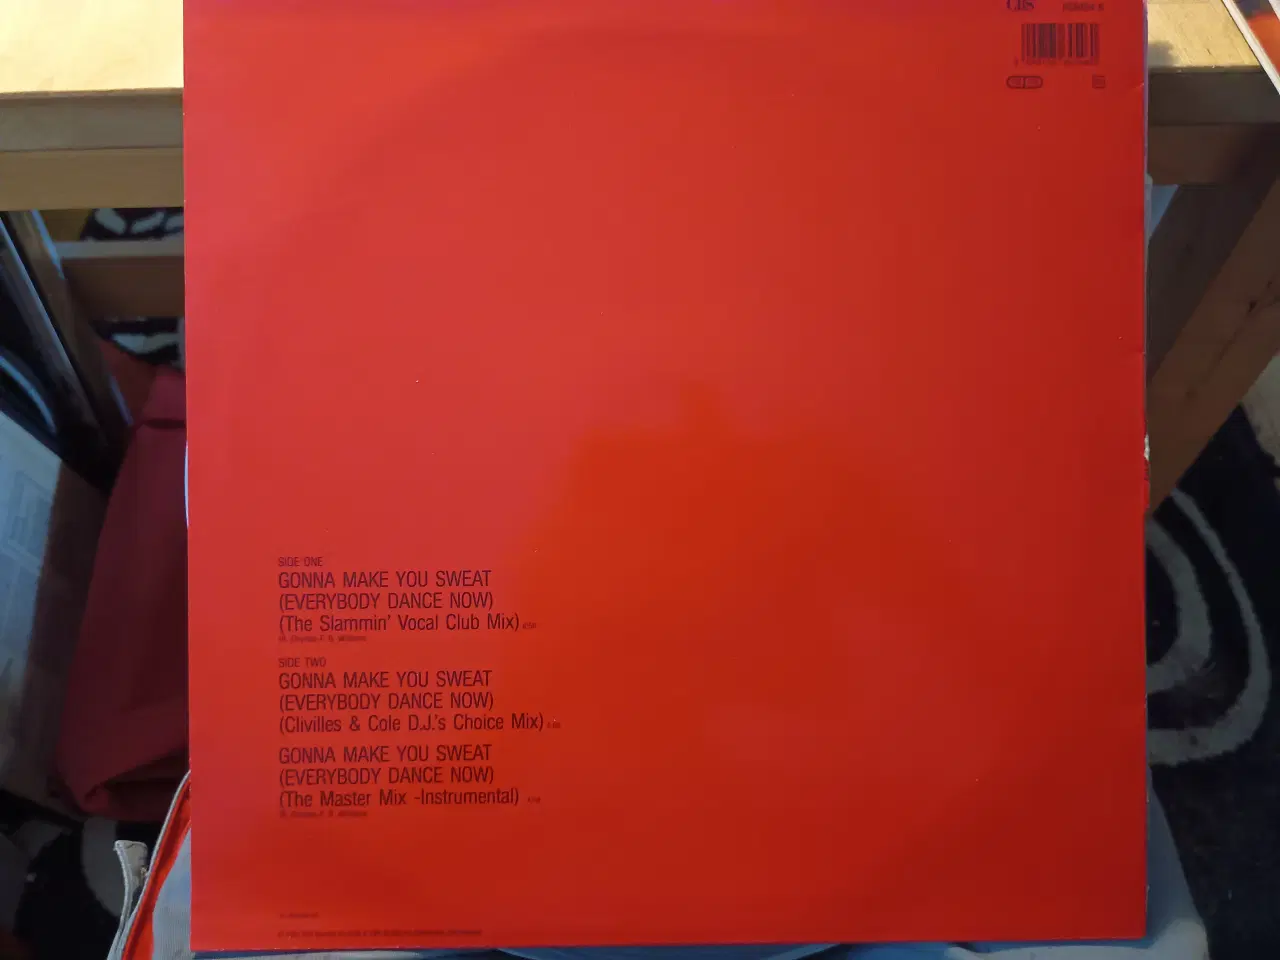 CBS
SIDE ONE
GONNA MAKE YOU SWEAT
(EVERYBODY DANCE NOW)
(The Slammin' Vocal Club Mix)
SIDE TWO
GONNA MAKE YOU SWEAT
(EVERYBODY DANCE NOW)
(Clivilles & Cole D.J.'s Choice Mix)
GONNA MAKE YOU SWEAT
(EVERYBODY DANCE NOW)
(The Master Mix -Instrumental)